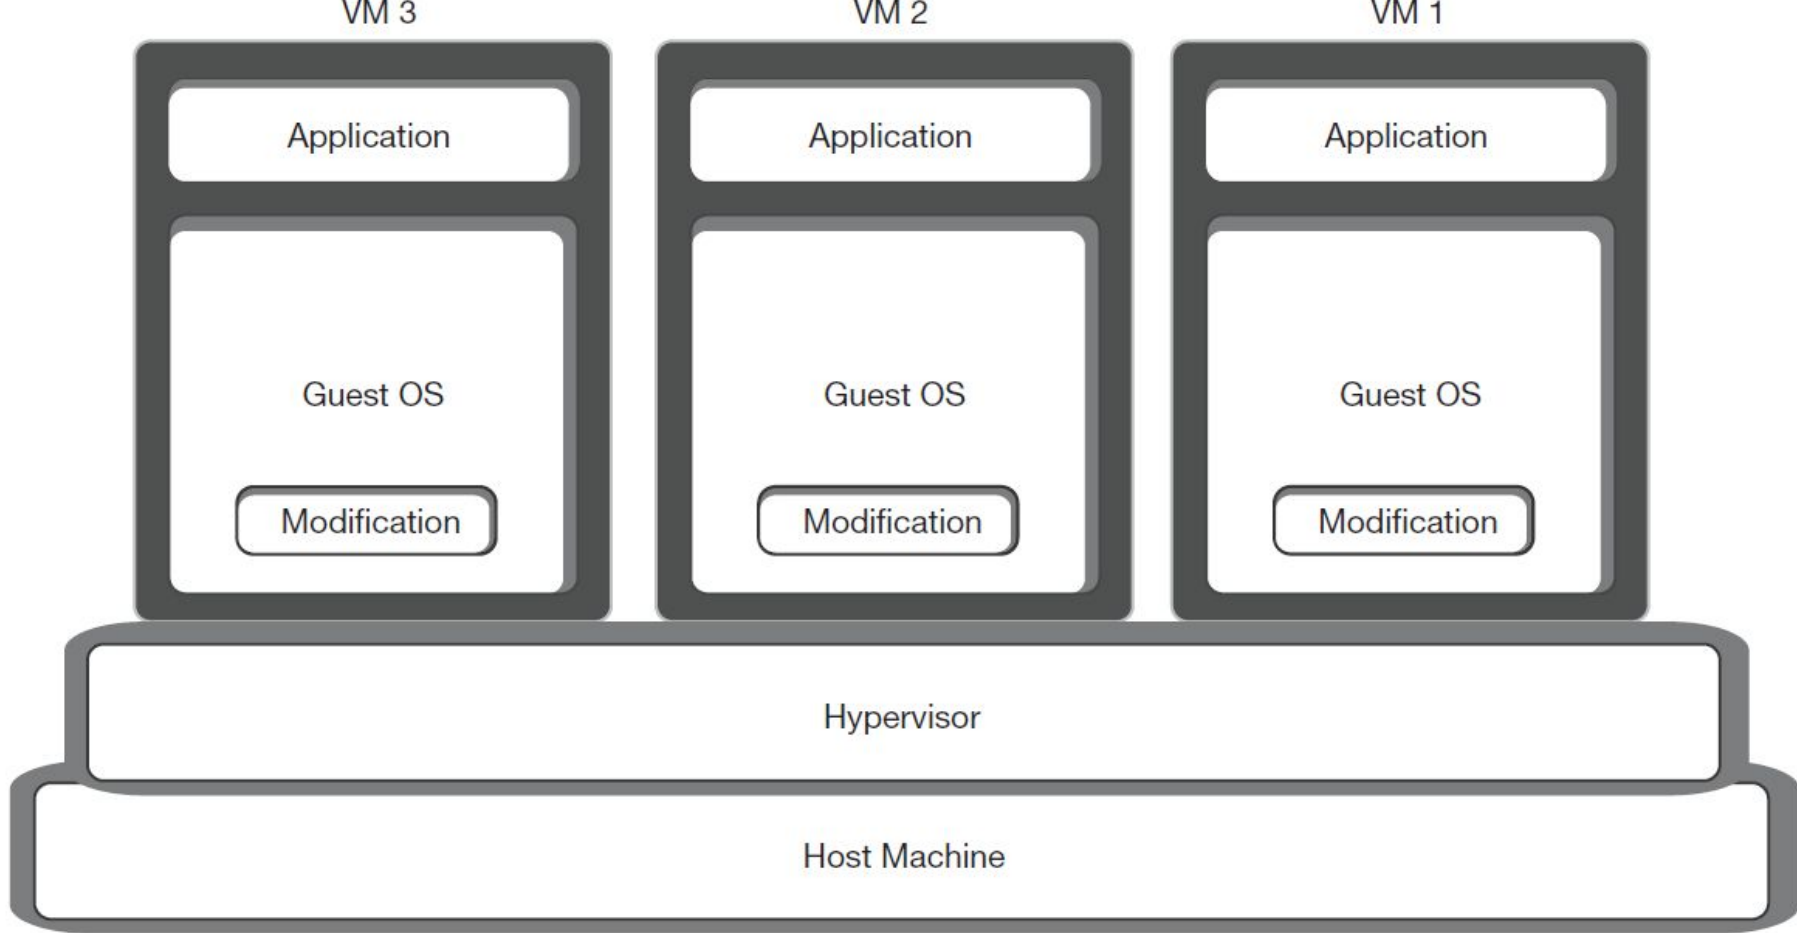 VM 3
VM 2
VM 1
Application
Application
Application
Guest OS
Guest OS
Guest OS
Modification
Modification
Modification
Hypervisor
Host Machine